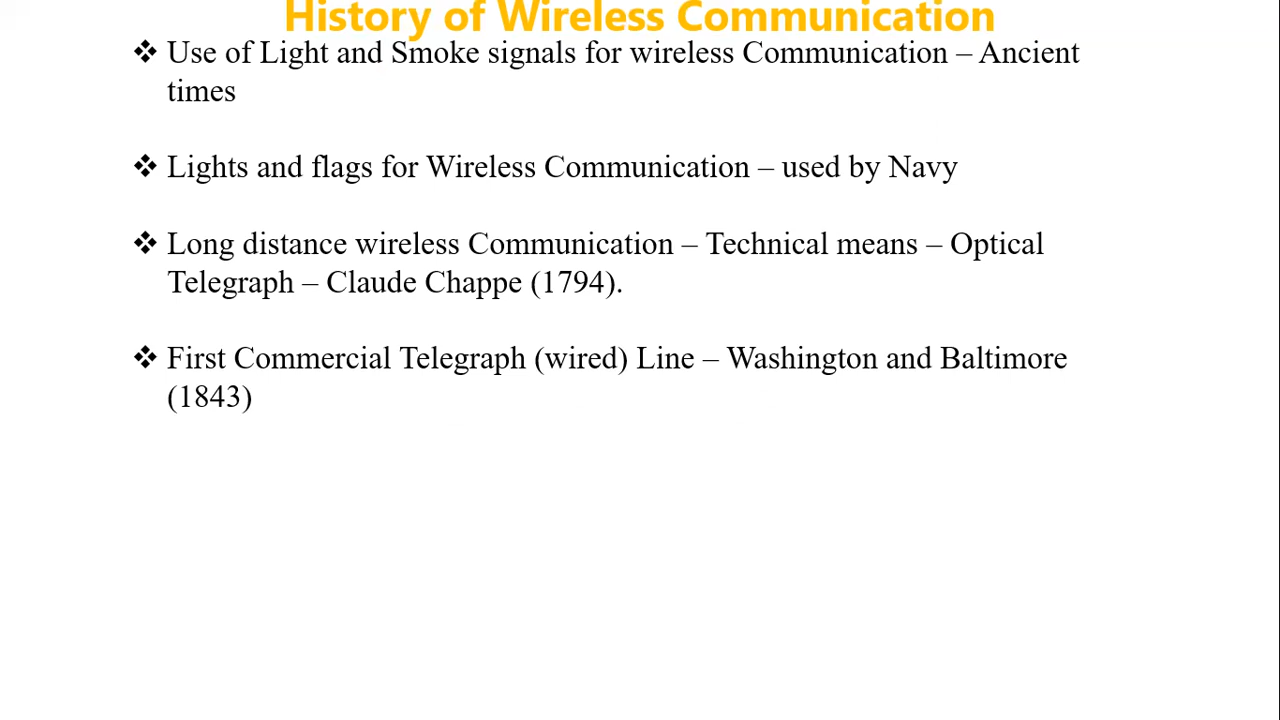 History of Wireless Communication
❖ Use of Light and Smoke signals for wireless Communication – Ancient
times
❖ Lights and flags for Wireless Communication – used by Navy
❖ Long distance wireless Communication – Technical means – Optical
Telegraph – Claude Chappe (1794).
❖ First Commercial Telegraph (wired) Line – Washington and Baltimore
(1843)